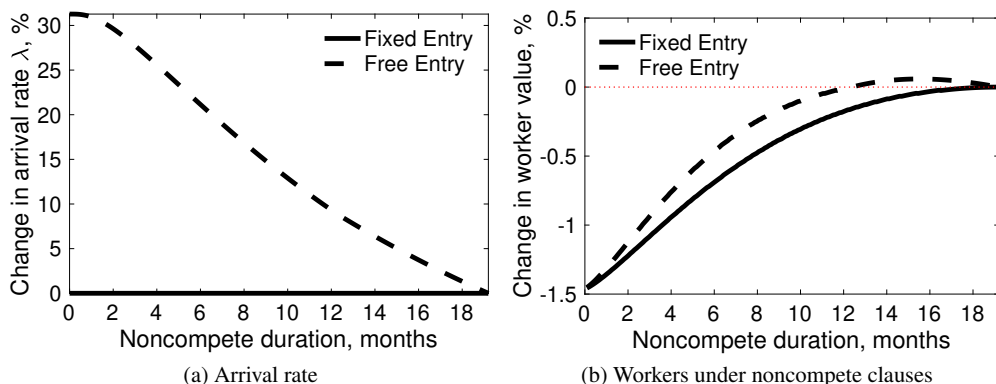 Change in arrival rate λ, %
30
25
20
15
10
5
0
Fixed Entry
Free Entry
0 2 4 6 8 10 12 14 16 18
Noncompete duration, months
(a) Arrival rate
Change in worker value, %
0.5
0
-0.5
-1
-1.5
Fixed Entry
Free Entry
0 2 4 6 8 10 12 14 16 18
Noncompete duration, months
(b) Workers under noncompete clauses